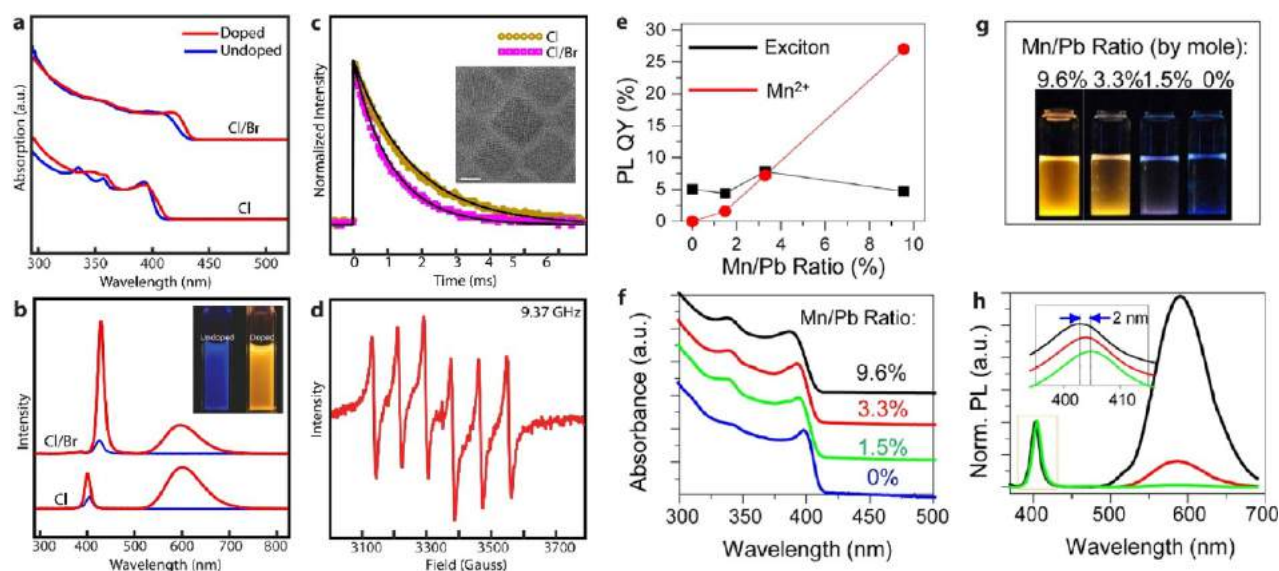 a
Doped
Undoped
Cl/Br
Cl
Absorption (a.u.)
300 350 400 450 500
Wavelength (nm)
b
Undoped
Doped
Cl/Br
Cl
Intensity
300 400 500 600 700 800
Wavelength (nm)
c
Cl
Cl/Br
Normalized Intensity
0 1 2 3 4 5 6
Time (ms)
d
9.37 GHz
Intensity
3100 3300 3500 3700
Field (Gauss)
e
Exciton
Mn2+
PL QY (%)
30
25
20
15
10
5
0
0 2 4 6 8 10
Mn/Pb Ratio (%)
f
Mn/Pb Ratio:
9.6%
3.3%
1.5%
0%
Absorbance (a.u.)
300 350 400 450 500
Wavelength (nm)
g
Mn/Pb Ratio (by mole):
9.6% 3.3% 1.5% 0%
h
2 nm
400 410
Norm. PL (a.u.)
400 500 600 700
Wavelength (nm)